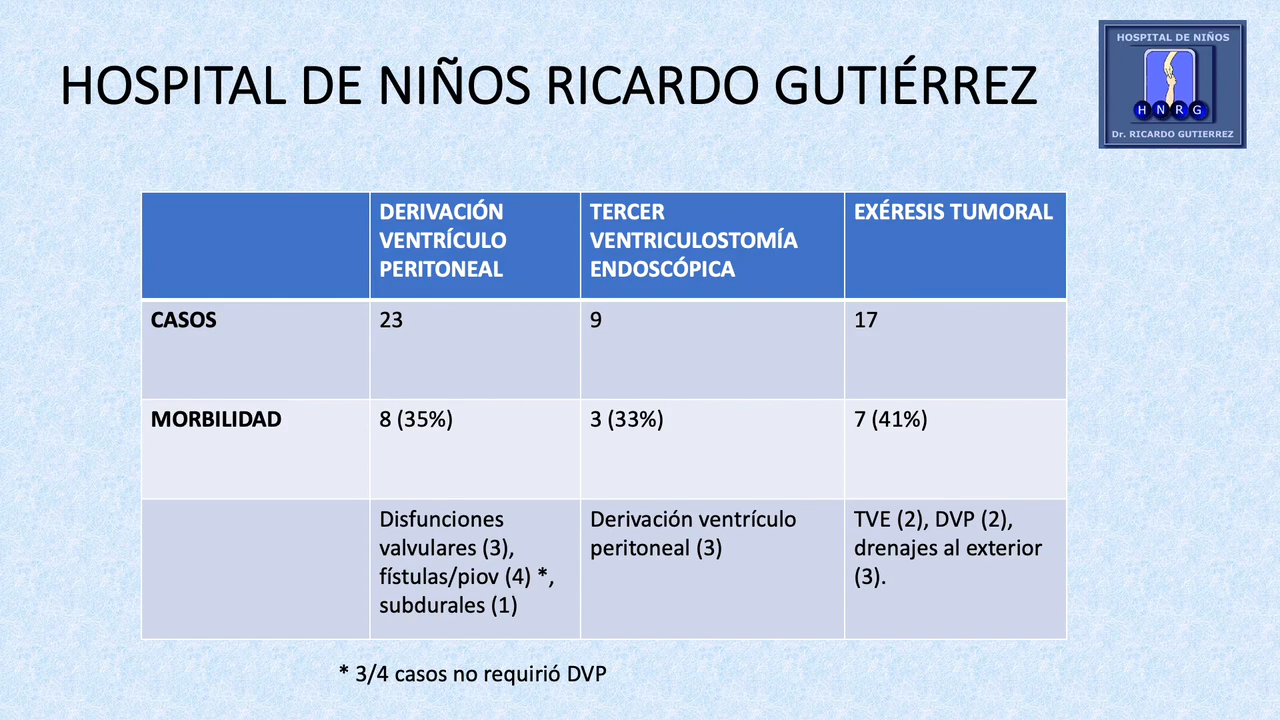 HOSPITAL DE NIÑOS RICARDO GUTIÉRREZ
HOSPITAL DE NIÑOS
H N R G
Dr. RICARDO GUTIERREZ
DERIVACIÓN
VENTRÍCULO
PERITONEAL
TERCER
VENTRICULOSTOMÍA
ENDOSCÓPICA
EXÉRESIS TUMORAL
CASOS
23
9
17
MORBILIDAD
8 (35%)
3 (33%)
7 (41%)
Disfunciones
valvulares (3),
fístulas/piov (4) *,
subdurales (1)
Derivación ventrículo
peritoneal (3)
TVE (2), DVP (2),
drenajes al exterior
(3).
* 3/4 casos no requirió DVP